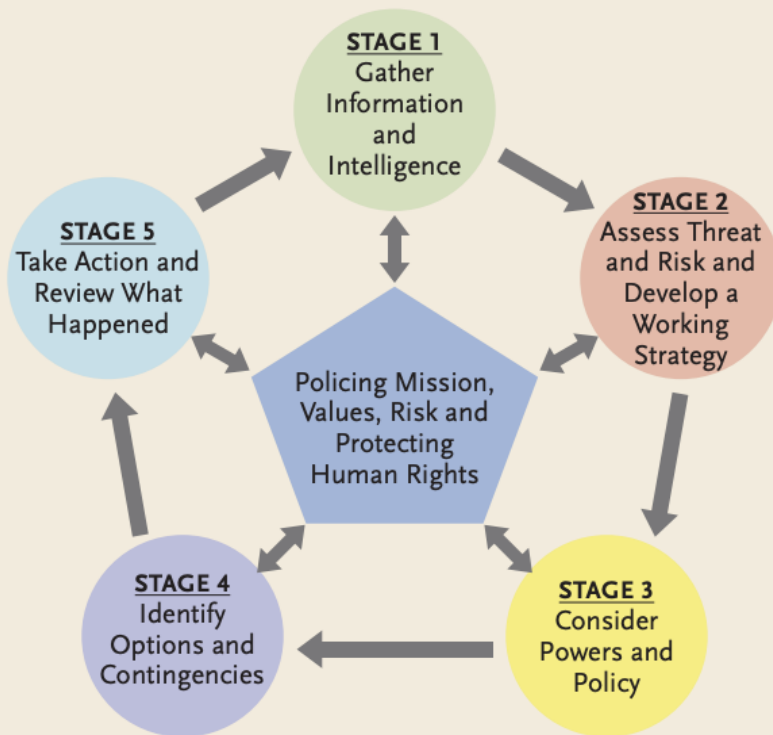 STAGE 1
Gather
Information
and
Intelligence
STAGE 2
Assess Threat
and Risk and
Develop a
Working
Strategy
STAGE 5
Take Action and
Review What
Happened
Policing Mission,
Values, Risk and
Protecting
Human Rights
STAGE 4
Identify
Options and
Contingencies
STAGE 3
Consider
Powers and
Policy